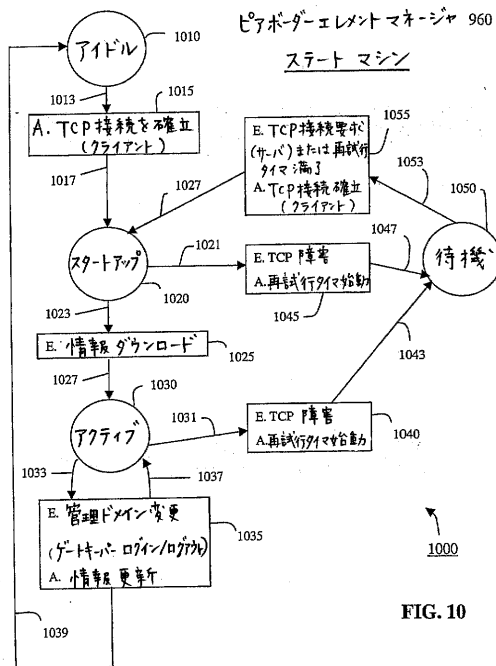 ピアボーダーエレメントマネージャ 960
ステート マシン
アイドル
1010
1013
1015
A. TCP接続を確立
(クライアント)
1017
1027
E. TCP接続要求
(サーバ)または再試行
タイマ満了
A. TCP接続確立
(クライアント)
1055
1053
1050
待機
スタートアップ
1020
1021
E. TCP 障害
A.再試行タイマ始動
1045
1047
1023
E. 情報ダウンロード
1025
1043
1027
1030
アクティブ
1031
E. TCP 障害
A.再試行タイマ始動
1040
1033
1037
E. 管理ドメイン変更
(ゲートキーパー ログイン/ログアウト)
A. 情報更新
1035
1000
1039
FIG. 10